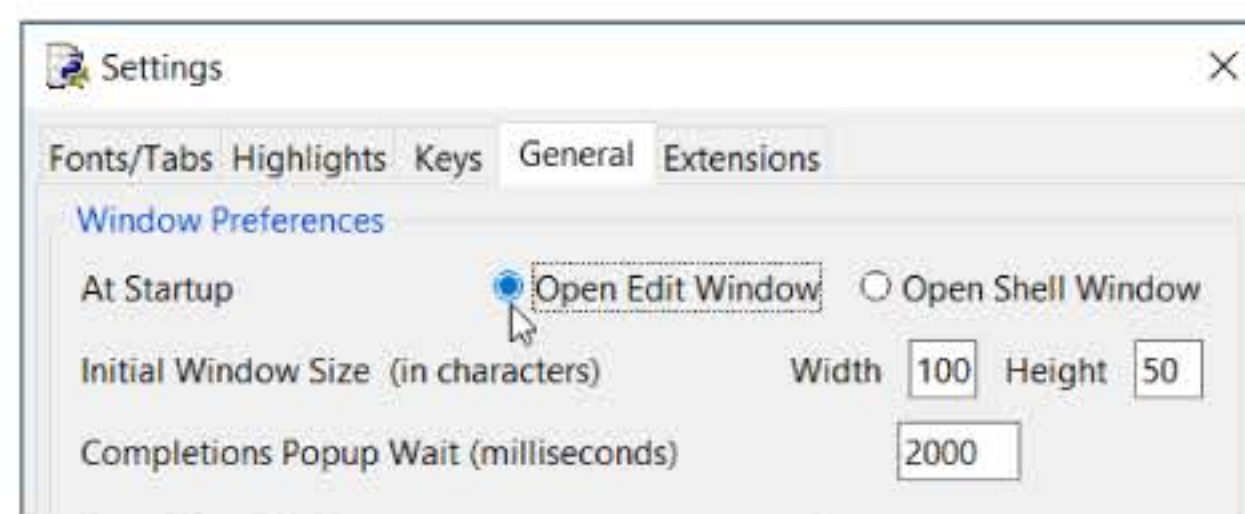 Settings
Fonts/Tabs Highlights Keys General Extensions
Window Preferences
At Startup Open Edit Window Open Shell Window
Initial Window Size (in characters) Width 100 Height 50
Completions Popup Wait (milliseconds) 2000